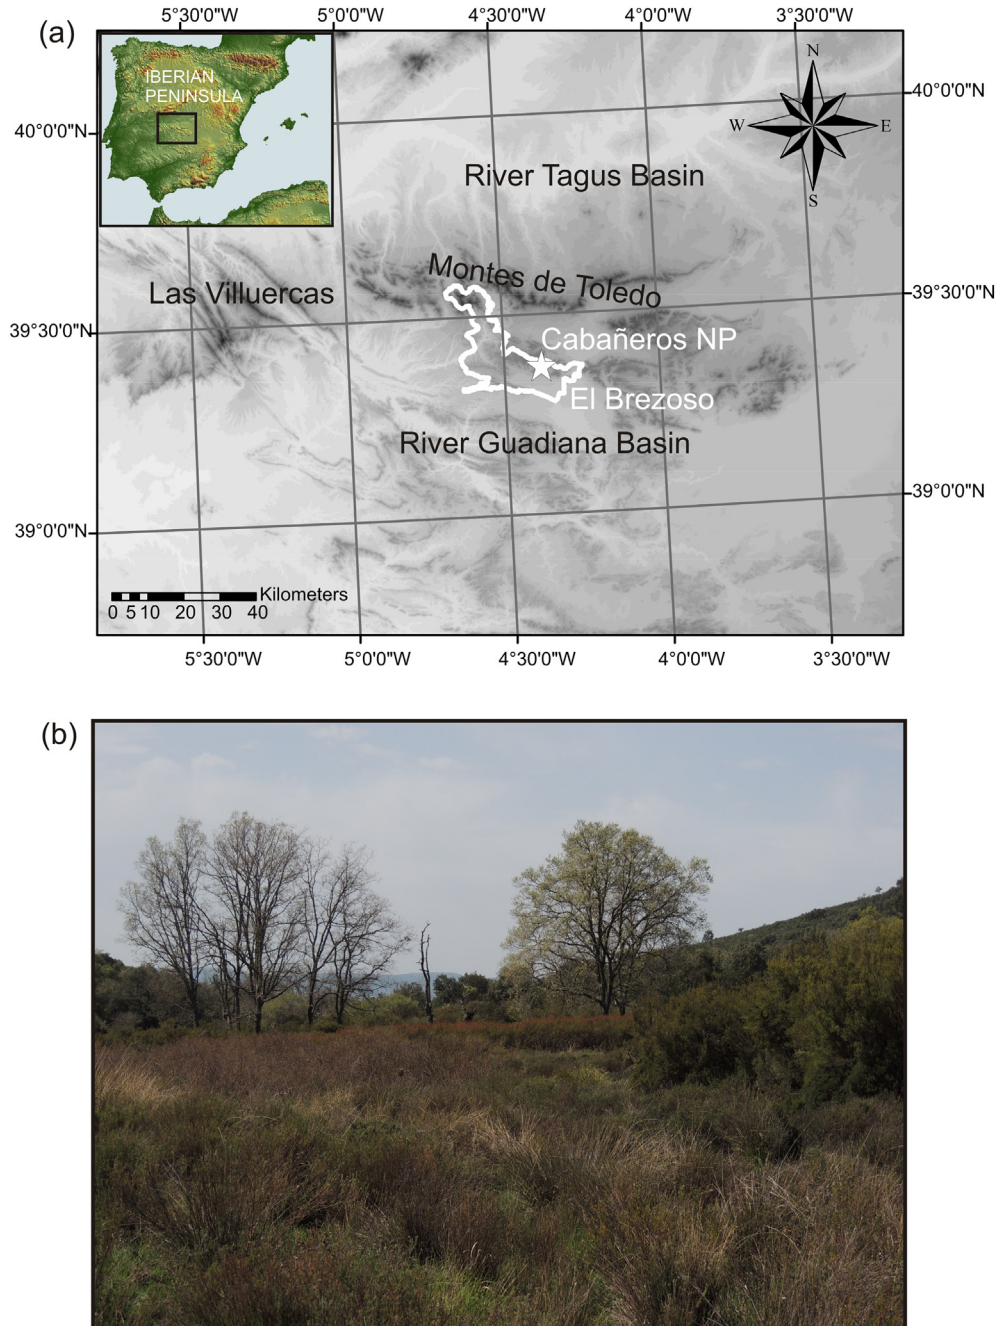 (a)
5°30'0"W
5°0'0"W
4°30'0"W
4°0'0"W
3°30'0"W
IBERIAN
PENINSULA
N
W
E
S
40°0'0"N
40°0'0"N
River Tagus Basin
Montes de Toledo
Las Villuercas
39°30'0"N
39°30'0"N
Cabañeros NP
El Brezoso
River Guadiana Basin
39°0'0"N
39°0'0"N
Kilometers
0 5 10 20 30 40
5°30'0"W
5°0'0"W
4°30'0"W
4°0'0"W
3°30'0"W
(b)